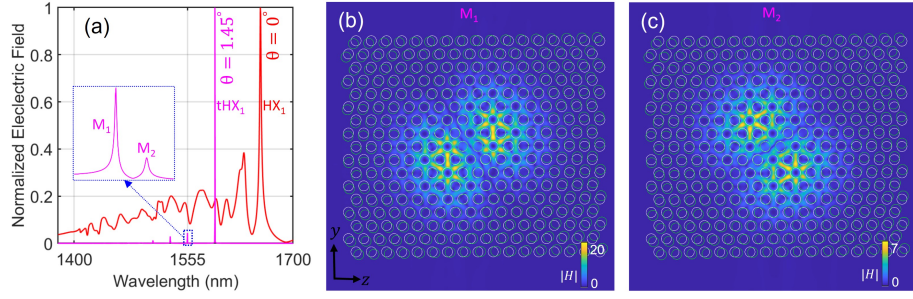 (a)
Normalized Electric Field
1
0.8
0.6
0.4
0.2
0
1400
1555
1700
Wavelength (nm)
M1
M2
θ = 1.45°
tHX1
θ = 0°
HX1
(b)
M1
y
z
20
|H|
0
(c)
M2
7
|H|
0